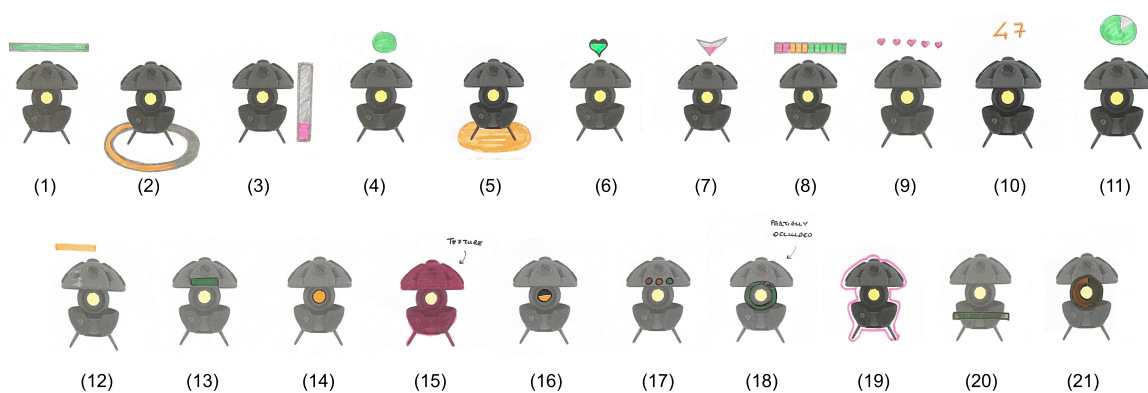 47
(1) (2) (3) (4) (5) (6) (7) (8) (9) (10) (11)
PARTIALLY
OCCLUDED
TEXTURE
(12) (13) (14) (15) (16) (17) (18) (19) (20) (21)